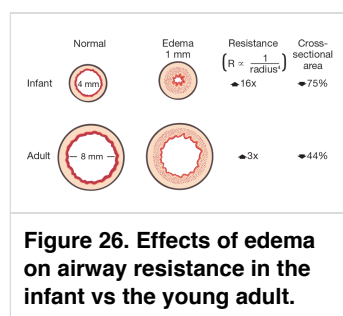 Normal
Edema
1 mm
Resistance
(R ∝ 1/radius⁴)
Cross-
sectional
area
Infant
4 mm
16x
75%
Adult
8 mm
3x
44%
Figure 26. Effects of edema
on airway resistance in the
infant vs the young adult.